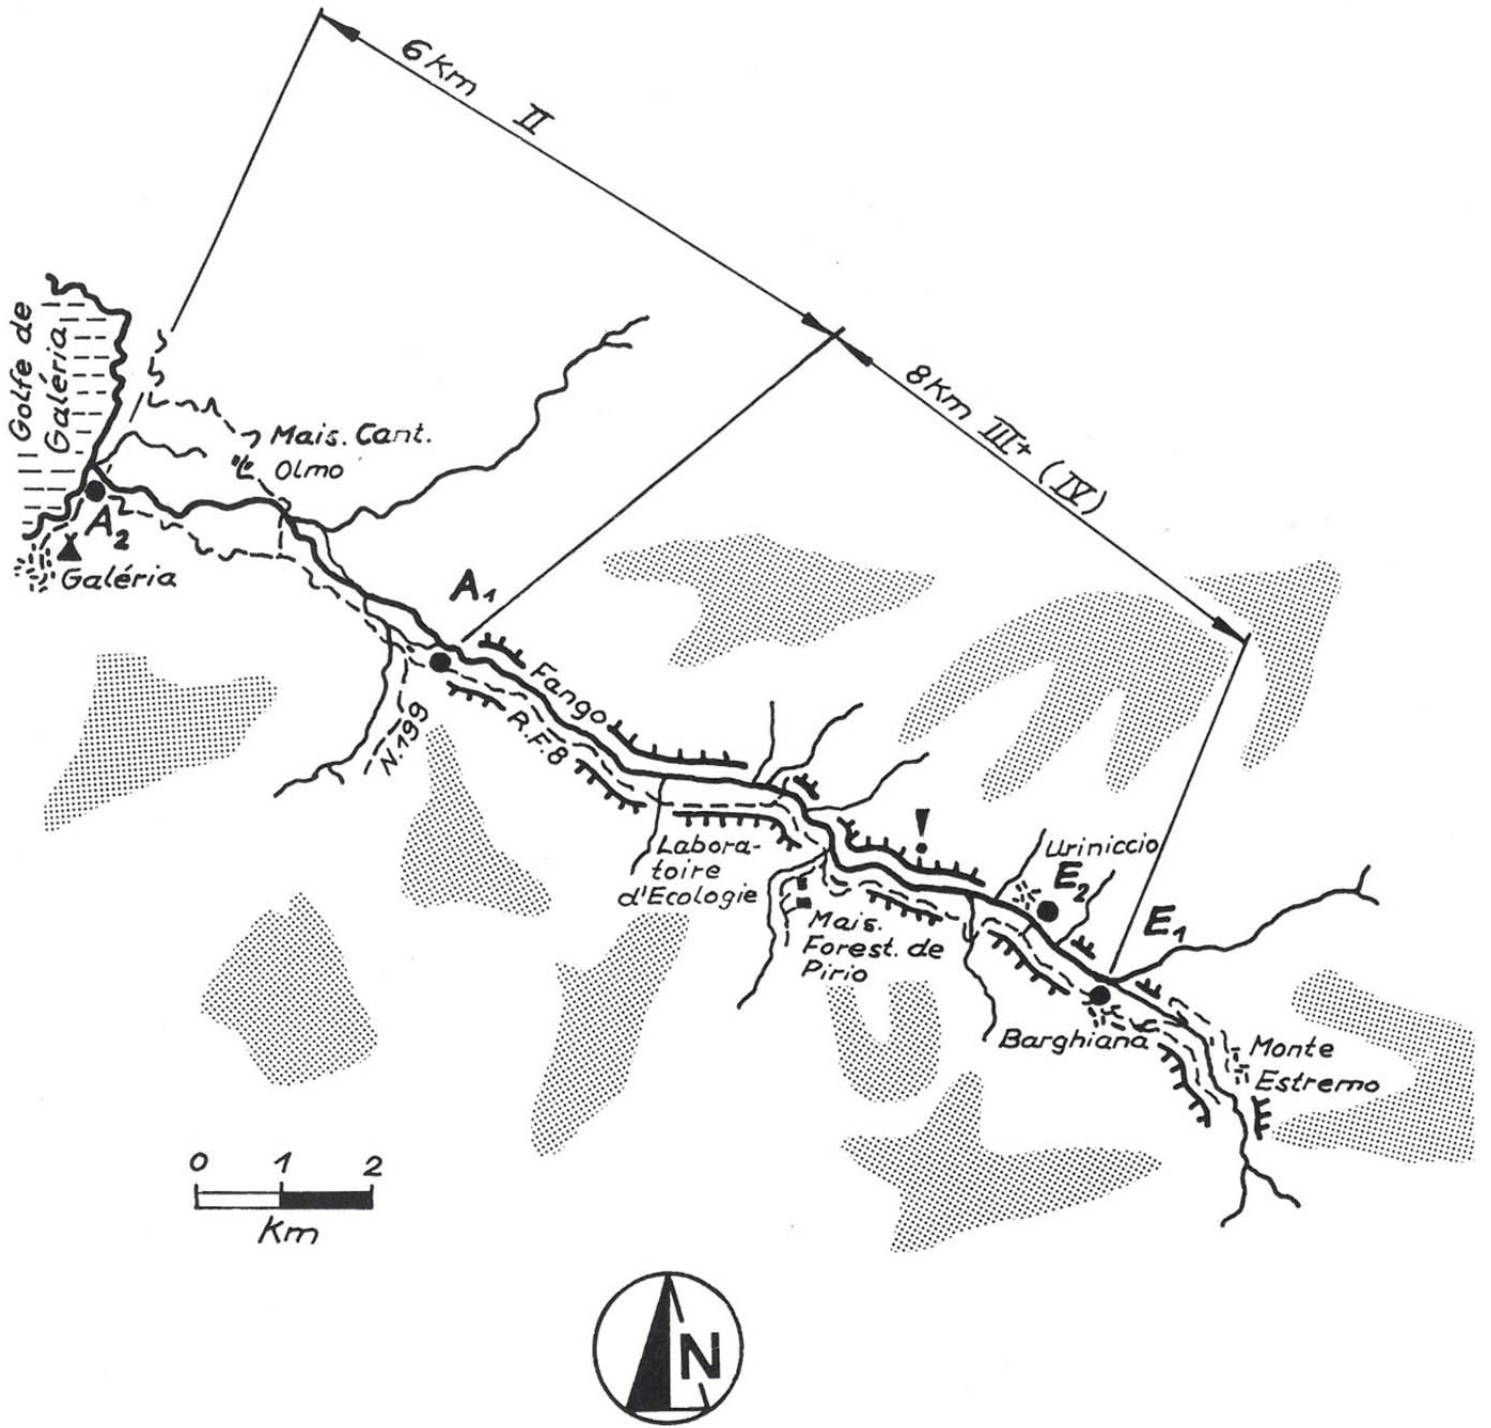 6 Km II
8 Km III+ (IV)
Golfe de
Galéria
Mais. Cant.
Olmo
A2
Galéria
A1
Fango
R.F.8
N.199
!
Uriniccio
E2
Labora-
toire
d'Ecologie
E1
Mais.
Forest. de
Pirio
Barghiana
Monte
Estremo
0 1 2
Km
N